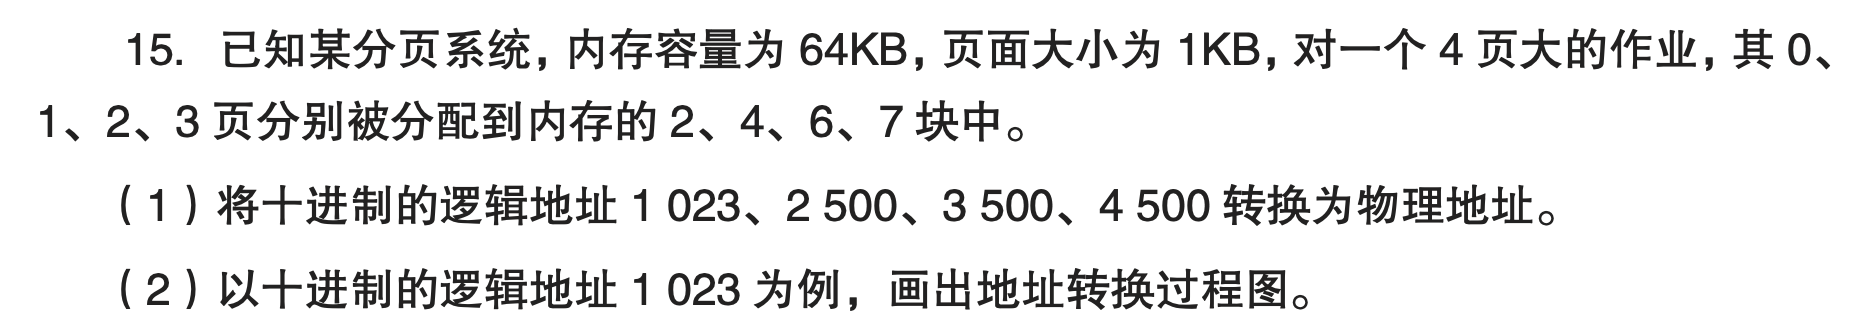 15. 已知某分页系统，内存容量为 64KB，页面大小为 1KB，对一个 4 页大的作业，其 0、
1、2、3 页分别被分配到内存的 2、4、6、7 块中。
（1）将十进制的逻辑地址 1 023、2 500、3 500、4 500 转换为物理地址。
（2）以十进制的逻辑地址 1 023 为例，画出地址转换过程图。